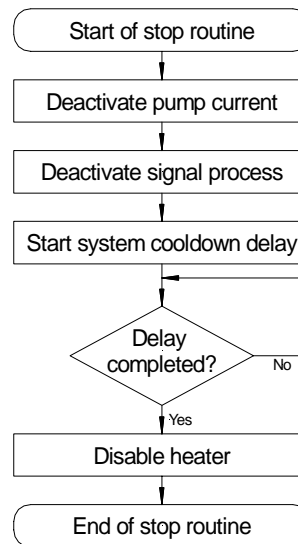 Start of stop routine
Deactivate pump current
Deactivate signal process
Start system cooldown delay
Delay
completed?
No
Yes
Disable heater
End of stop routine